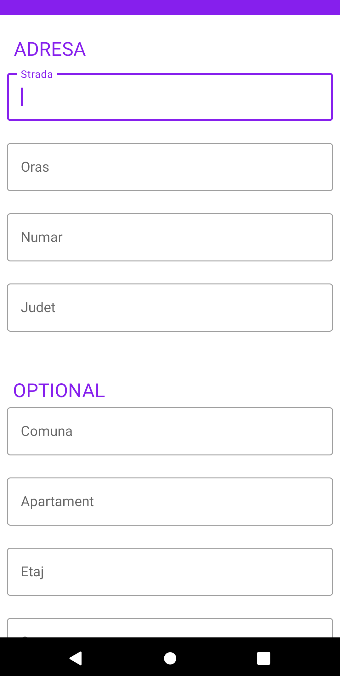 ADRESA
Strada
Oras
Numar
Judet
OPTIONAL
Comuna
Apartament
Etaj